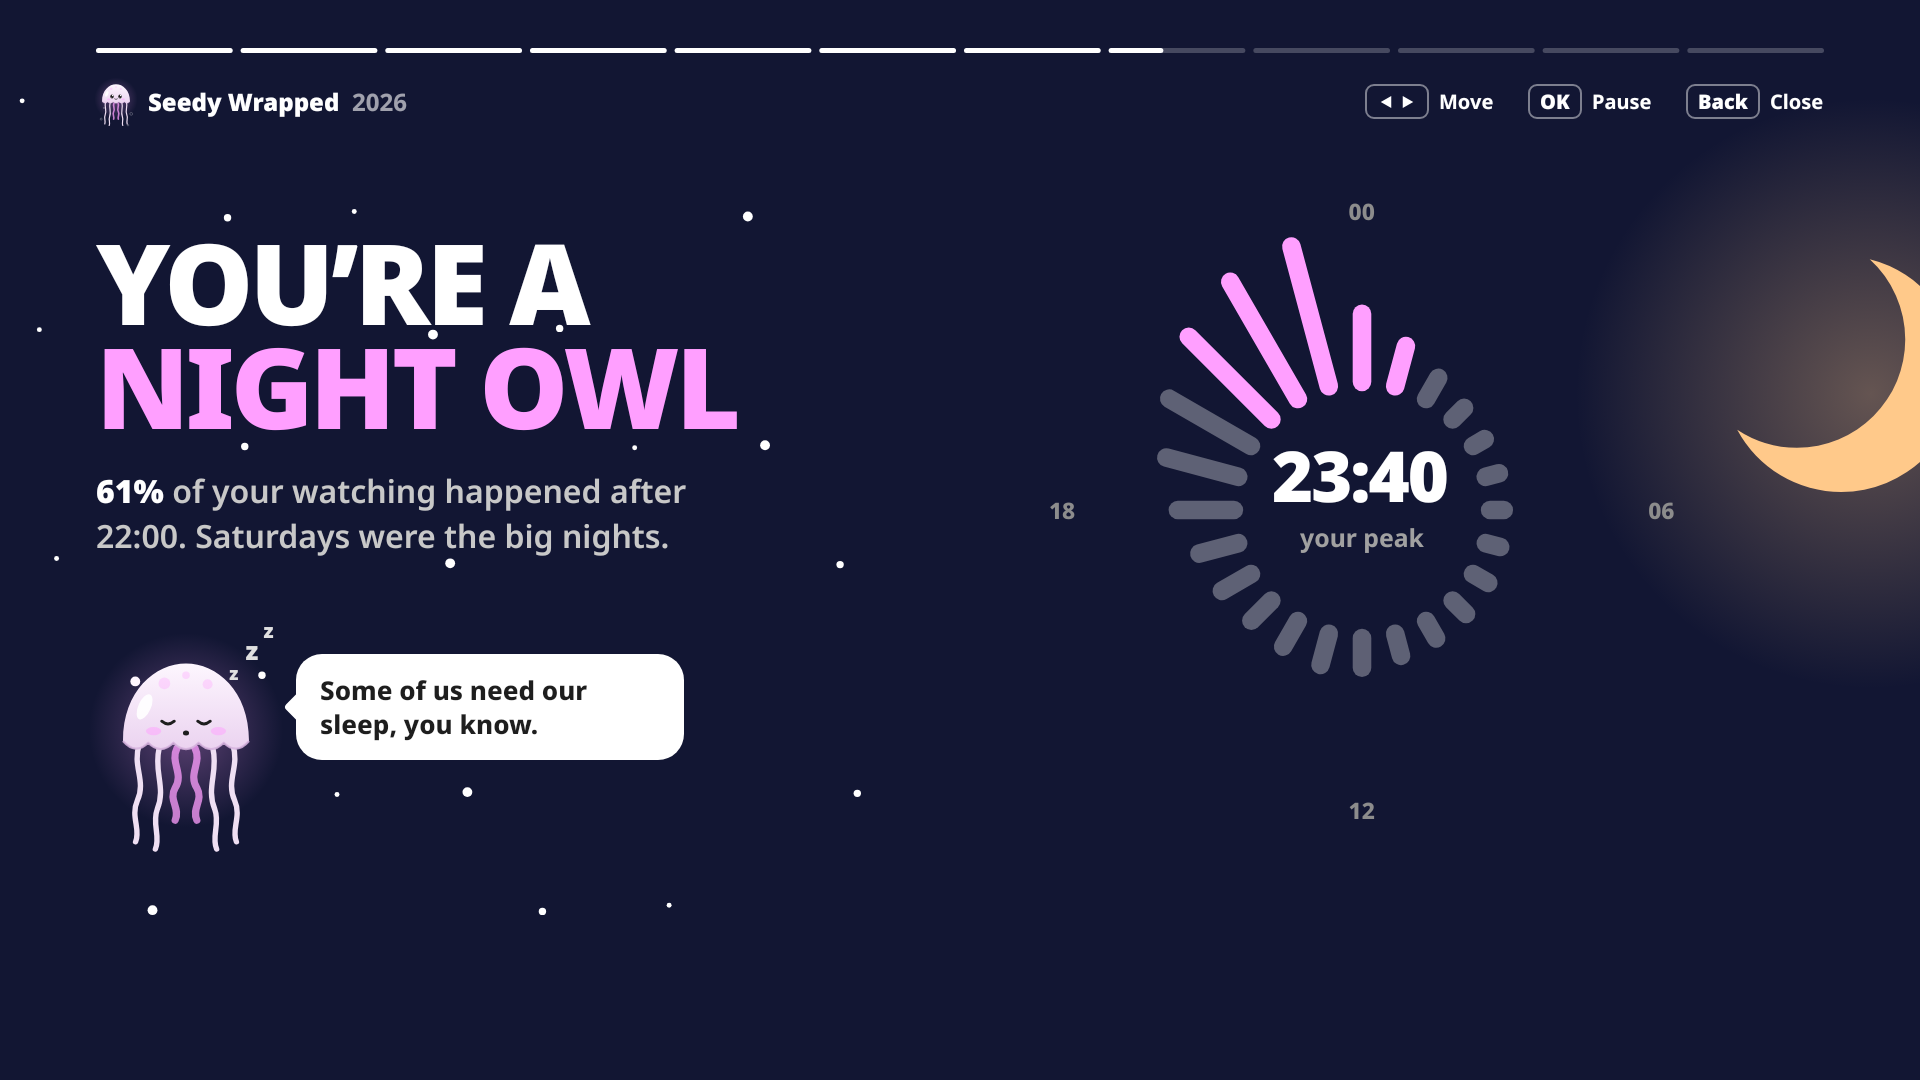 Seedy Wrapped 2026
Move
OK Pause
Back Close
YOU’RE A
NIGHT OWL
61% of your watching happened after
22:00. Saturdays were the big nights.
z
z
z
Some of us need our
sleep, you know.
00
18
23:40
your peak
06
12